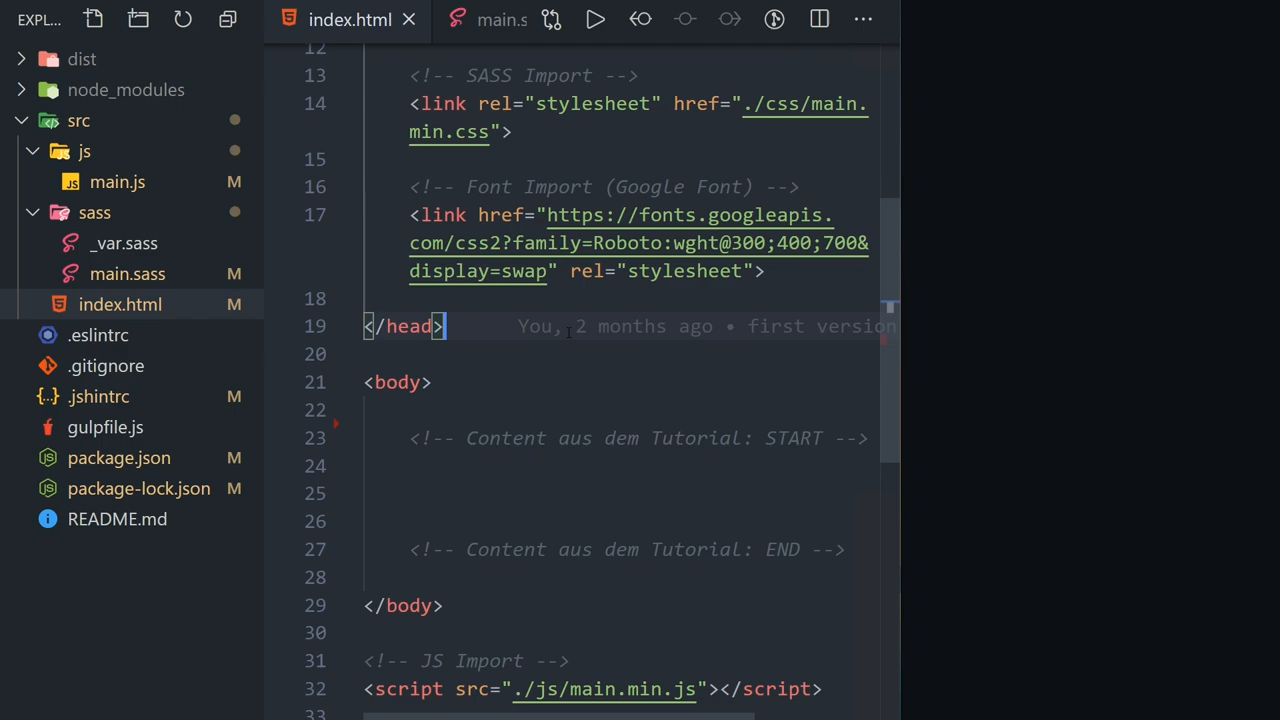 EXPL...
index.html
main.s
dist
node_modules
src
js
JS main.js M
sass
_var.sass
main.sass M
index.html
.eslintrc
.gitignore
{..} .jshintrc M
gulpfile.js
package.json M
package-lock.json M
README.md
12
13 <!-- SASS Import -->
14 <link rel="stylesheet" href="./css/main.
min.css">
15
16 <!-- Font Import (Google Font) -->
17 <link href="https://fonts.googleapis.
com/css2?family=Roboto:wght@300;400;700&
display=swap" rel="stylesheet">
18
19 </head> You, 2 months ago • first version
20
21 <body>
22
23 <!-- Content aus dem Tutorial: START -->
24
25
26
27 <!-- Content aus dem Tutorial: END -->
28
29 </body>
30
31 <!-- JS Import -->
32 <script src="./js/main.min.js"></script>
33